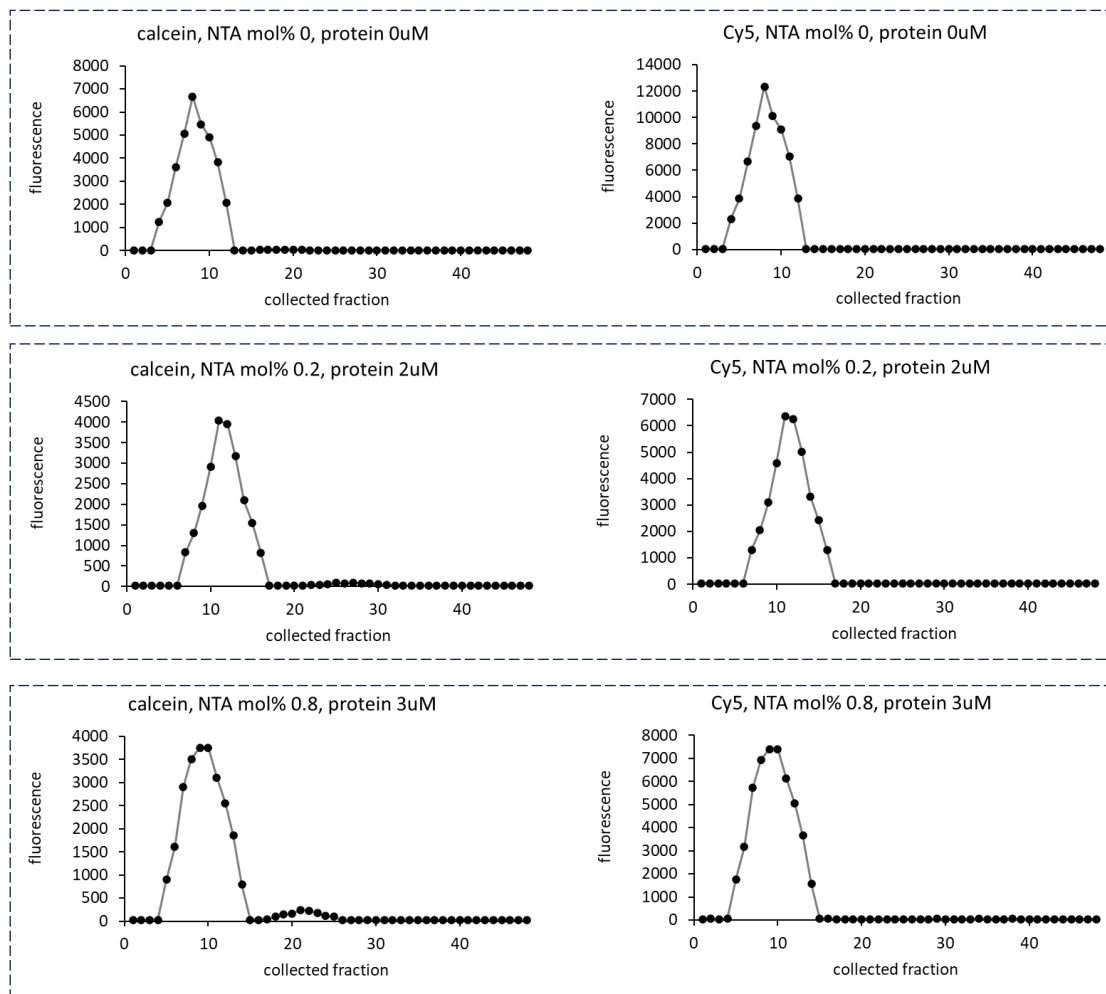 calcein, NTA mol% 0, protein 0uM
8000
7000
6000
5000
4000
3000
2000
1000
0
fluorescence
0 10 20 30 40
collected fraction
Cy5, NTA mol% 0, protein 0uM
14000
12000
10000
8000
6000
4000
2000
0
fluorescence
0 10 20 30 40
collected fraction
calcein, NTA mol% 0.2, protein 2uM
4500
4000
3500
3000
2500
2000
1500
1000
500
0
fluorescence
0 10 20 30 40
collected fraction
Cy5, NTA mol% 0.2, protein 2uM
7000
6000
5000
4000
3000
2000
1000
0
fluorescence
0 10 20 30 40
collected fraction
calcein, NTA mol% 0.8, protein 3uM
4000
3500
3000
2500
2000
1500
1000
500
0
fluorescence
0 10 20 30 40
collected fraction
Cy5, NTA mol% 0.8, protein 3uM
8000
7000
6000
5000
4000
3000
2000
1000
0
fluorescence
0 10 20 30 40
collected fraction